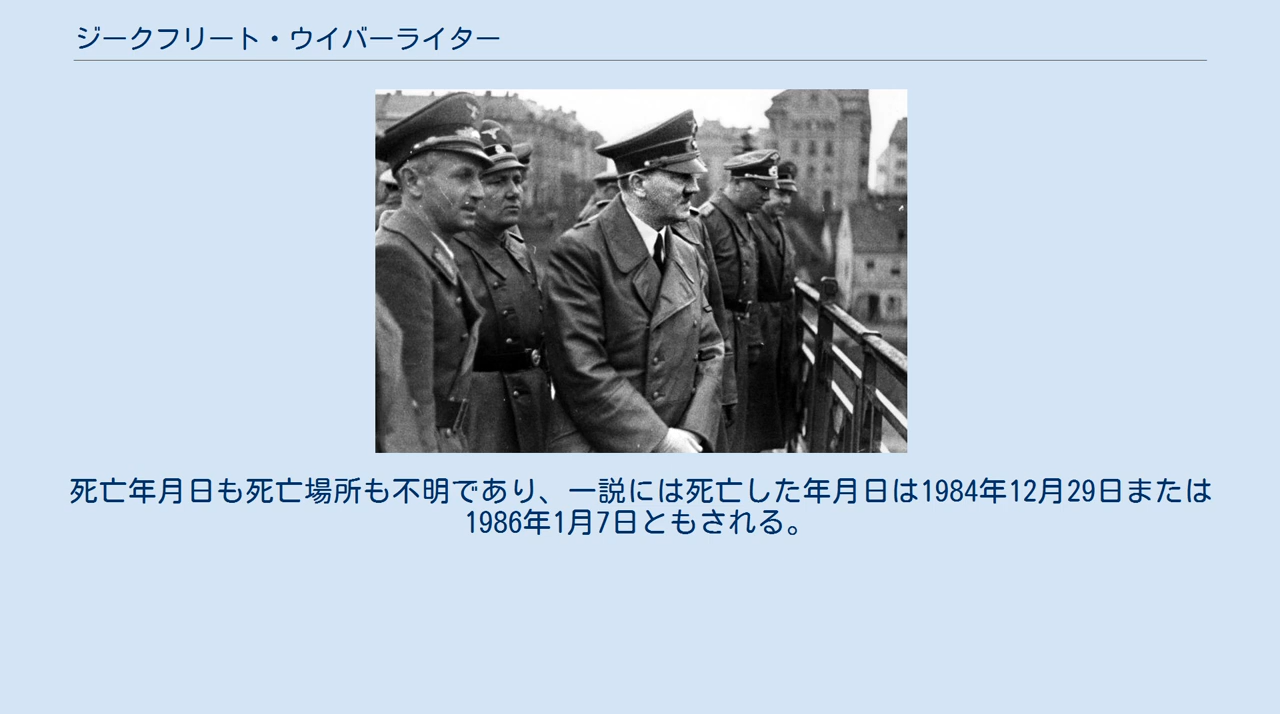 ジークフリート・ウイバーライター
死亡年月日も死亡場所も不明であり、一説には死亡した年月日は1984年12月29日または
1986年1月7日ともされる。